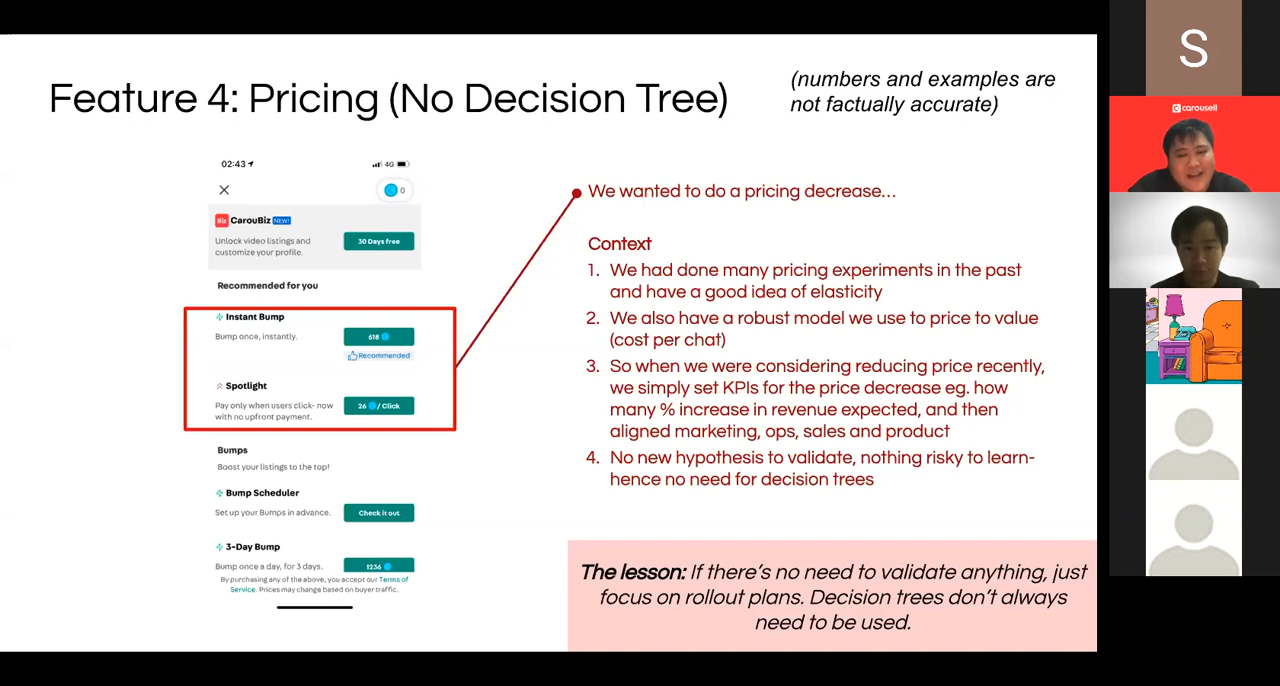 Feature 4: Pricing (No Decision Tree)
(numbers and examples are
not factually accurate)
02:43
4G
0
Biz CarouBiz NEW!
Unlock video listings and
customize your profile.
30 Days free
Recommended for you
Instant Bump
Bump once, instantly.
618
Recommended
Spotlight
Pay only when users click- now
with no upfront payment.
26 / Click
Bumps
Boost your listings to the top!
Bump Scheduler
Set up your Bumps in advance.
Check it out
3-Day Bump
Bump once a day, for 3 days.
1236
By purchasing any of the above, you accept our Terms of
Service. Prices may change based on buyer traffic.
We wanted to do a pricing decrease…
Context
1. We had done many pricing experiments in the past
and have a good idea of elasticity
2. We also have a robust model we use to price to value
(cost per chat)
3. So when we were considering reducing price recently,
we simply set KPIs for the price decrease eg. how
many % increase in revenue expected, and then
aligned marketing, ops, sales and product
4. No new hypothesis to validate, nothing risky to learn-
hence no need for decision trees
The lesson: If there's no need to validate anything, just
focus on rollout plans. Decision trees don't always
need to be used.
S
carousell